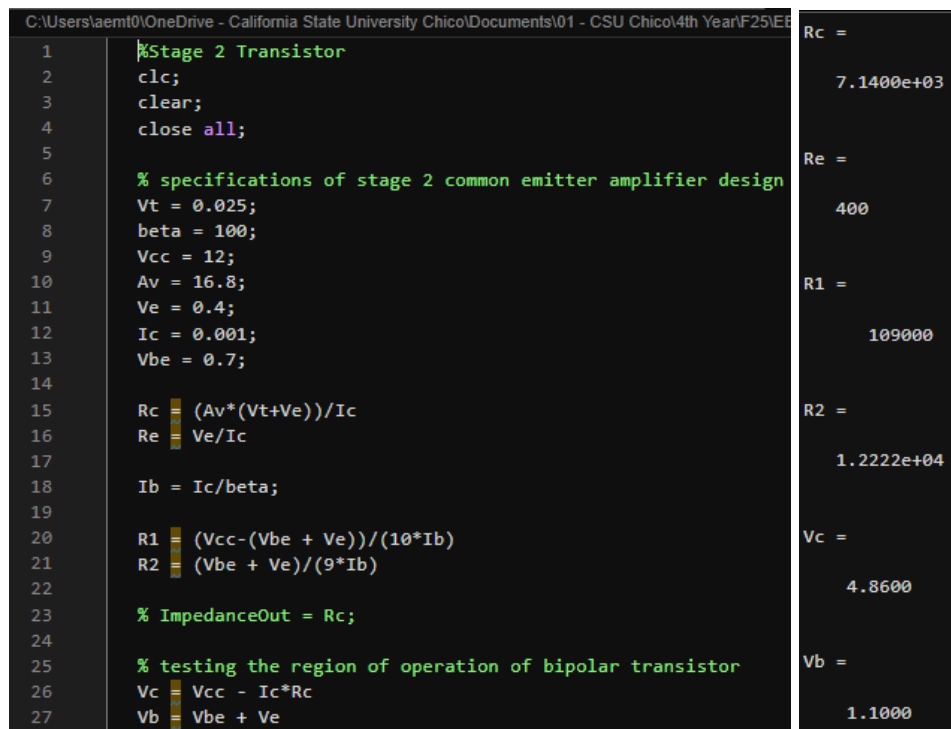 C:\Users\aemt0\OneDrive - California State University Chico\Documents\01 - CSU Chico\4th Year\F25\EE
1 %Stage 2 Transistor
2 clc;
3 clear;
4 close all;
5
6 % specifications of stage 2 common emitter amplifier design
7 Vt = 0.025;
8 beta = 100;
9 Vcc = 12;
10 Av = 16.8;
11 Ve = 0.4;
12 Ic = 0.001;
13 Vbe = 0.7;
14
15 Rc = (Av*(Vt+Ve))/Ic
16 Re = Ve/Ic
17
18 Ib = Ic/beta;
19
20 R1 = (Vcc-(Vbe + Ve))/(10*Ib)
21 R2 = (Vbe + Ve)/(9*Ib)
22
23 % ImpedanceOut = Rc;
24
25 % testing the region of operation of bipolar transistor
26 Vc = Vcc - Ic*Rc
27 Vb = Vbe + Ve
Rc =
7.1400e+03
Re =
400
R1 =
109000
R2 =
1.2222e+04
Vc =
4.8600
Vb =
1.1000